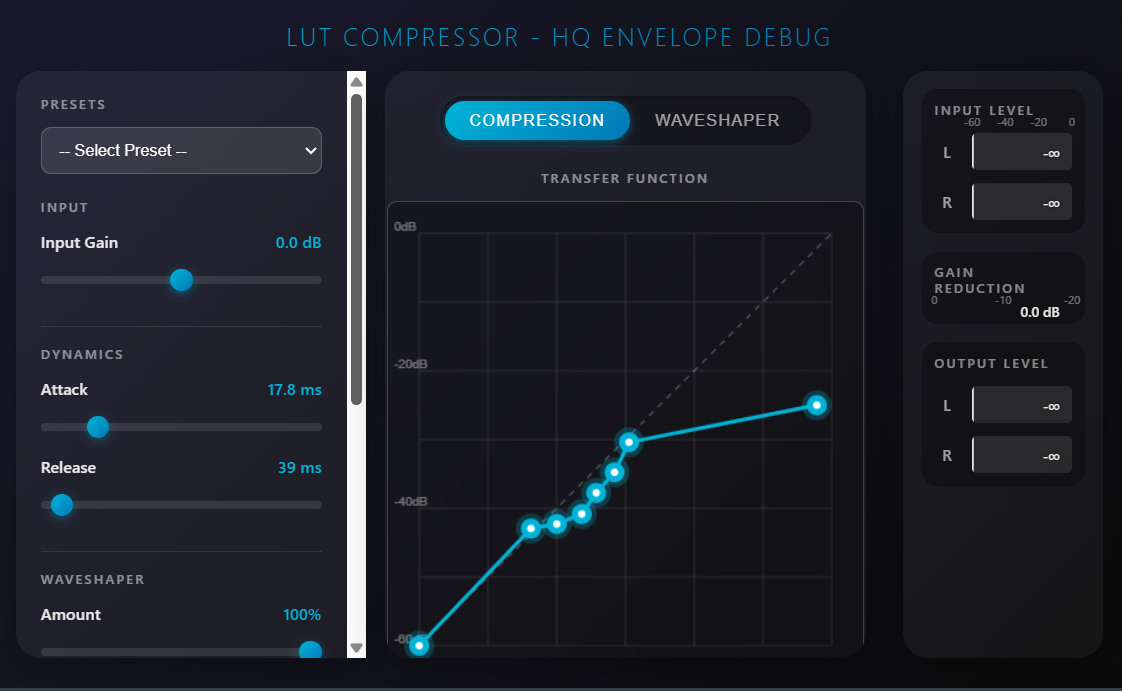 LUT COMPRESSOR - HQ ENVELOPE DEBUG
PRESETS
-- Select Preset --
INPUT
Input Gain 0.0 dB
DYNAMICS
Attack 17.8 ms
Release 39 ms
WAVESHAPER
Amount 100%
COMPRESSION WAVESHAPER
TRANSFER FUNCTION
0dB
-20dB
-40dB
INPUT LEVEL
-60 -40 -20 0
L -∞
R -∞
GAIN
REDUCTION
0 -10 -20
0.0 dB
OUTPUT LEVEL
L -∞
R -∞